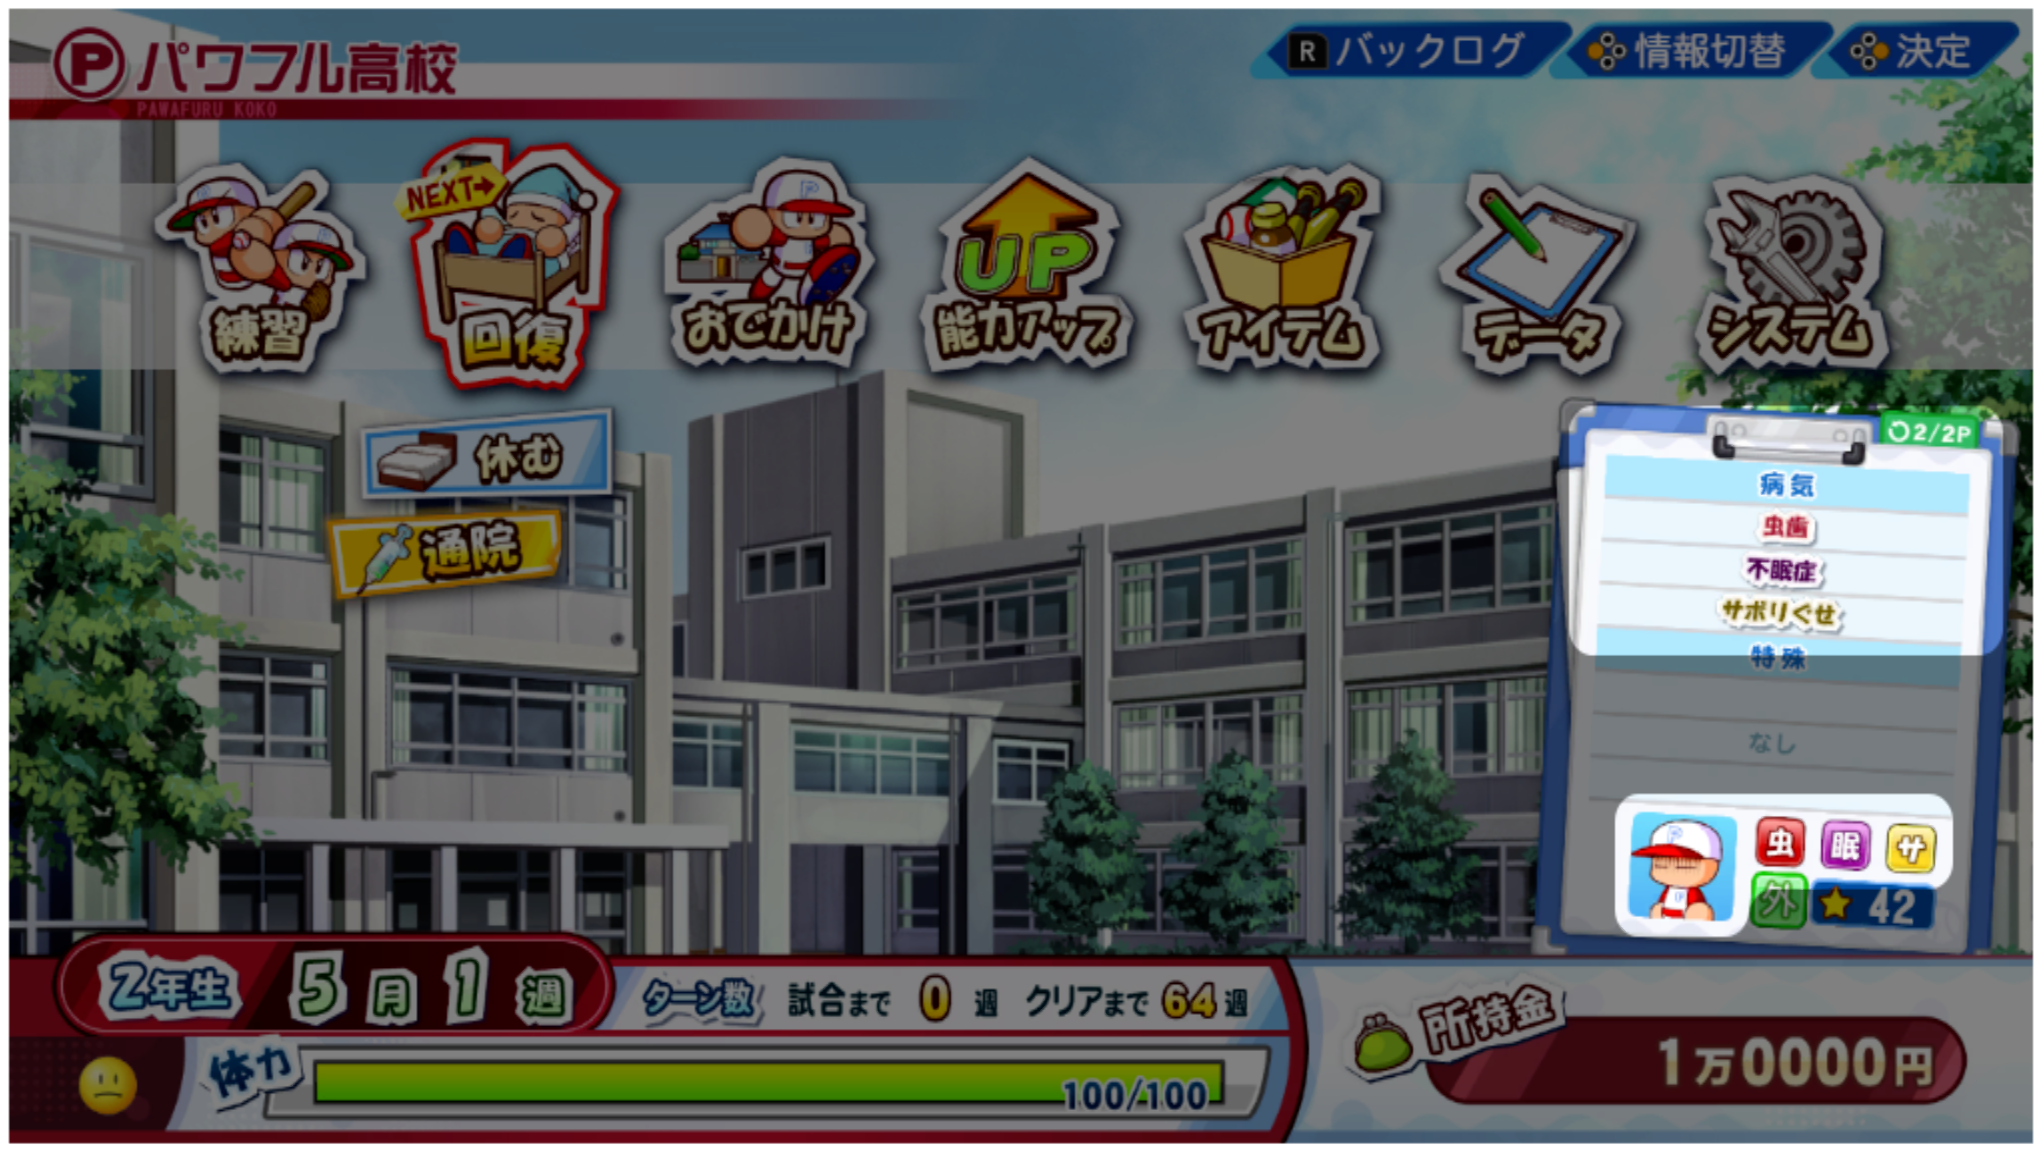 P パワフル高校
PAWAFURU KOKO
R バックログ 情報切替 決定
NEXT→
UP
練習 回復 おでかけ 能力アップ アイテム データ システム
休む
通院
2/2P
病気
虫歯
不眠症
サボりぐせ
特殊
なし
虫 眠 サ
外 ★ 42
2年生 5月1週
ターン数 試合まで 0 週 クリアまで 64 週
体力 100/100
所持金 1万0000円